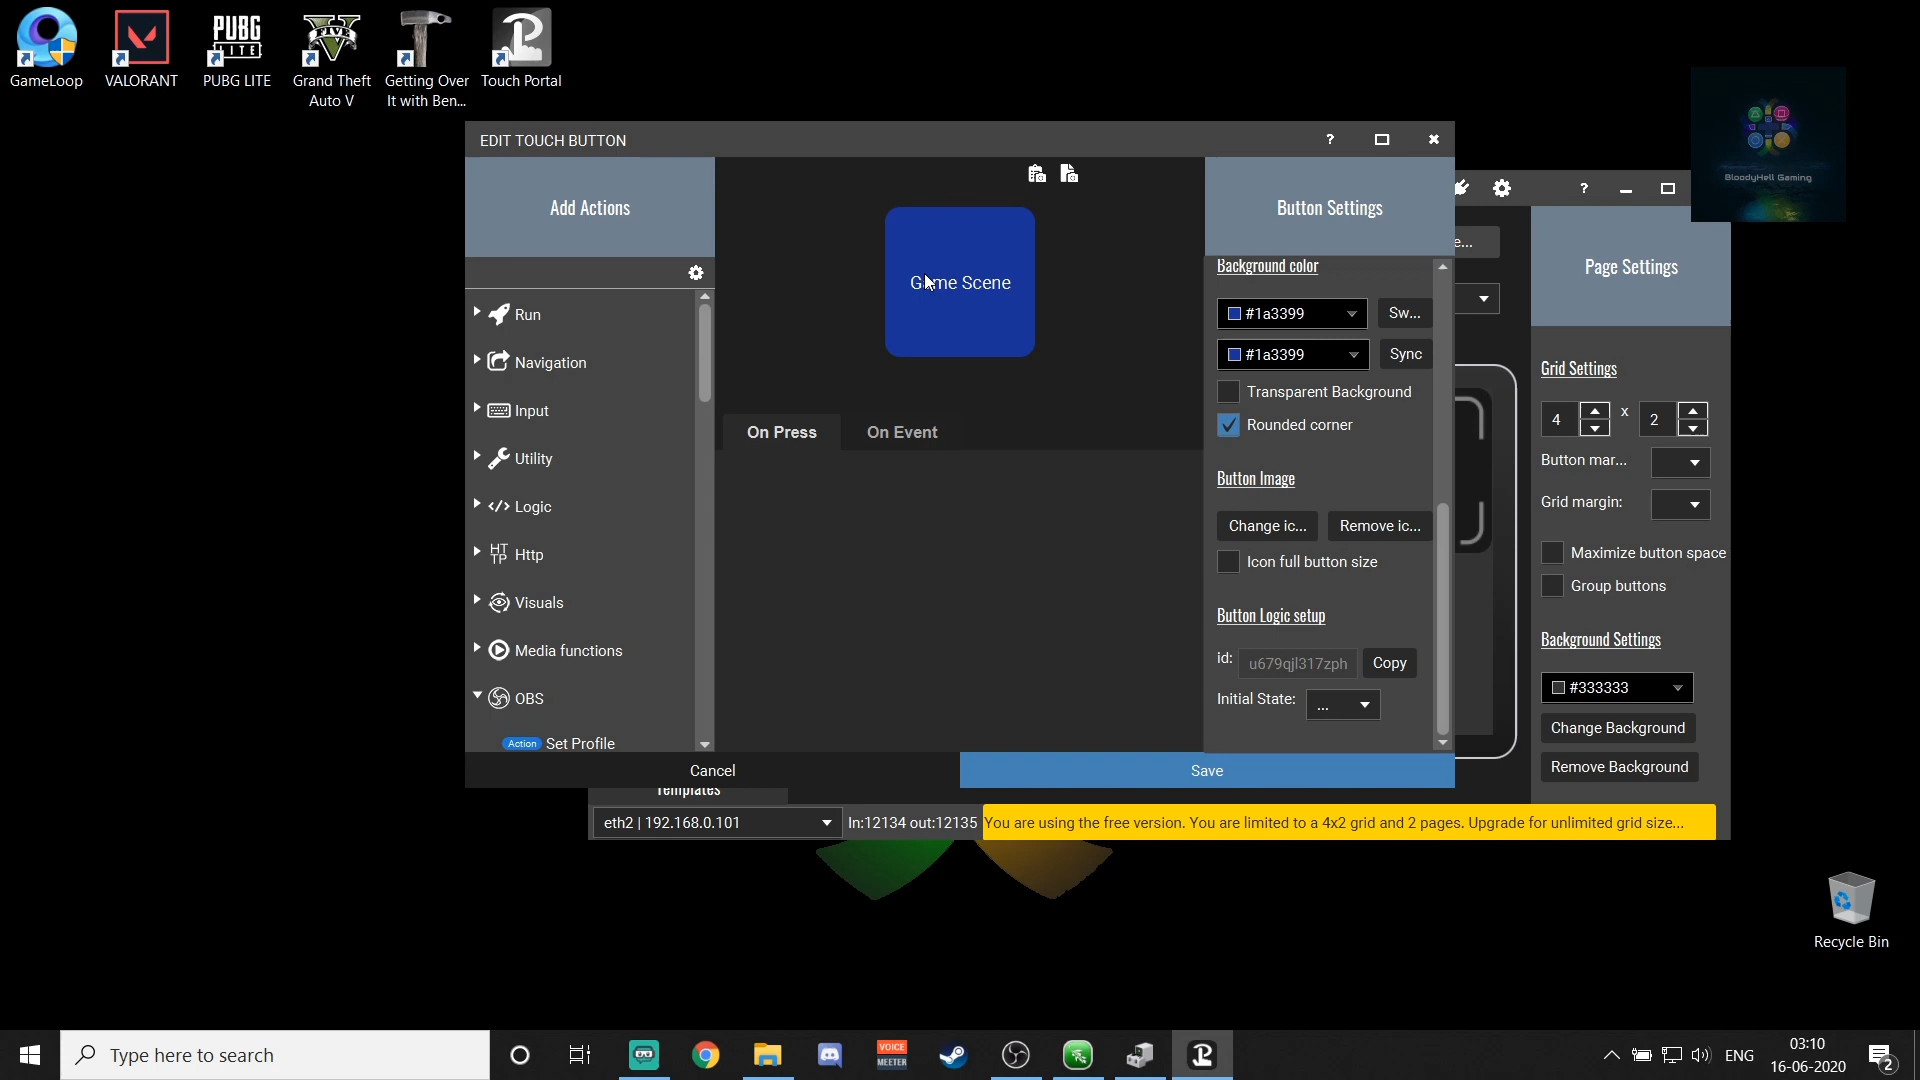 GameLoop
VALORANT
PUBG LITE
Grand Theft
Auto V
Getting Over
It with Ben...
Touch Portal
PUBG
LITE
BloodyHell Gaming
EDIT TOUCH BUTTON
?
Add Actions
Run
Navigation
Input
Utility
Logic
Http
Visuals
Media functions
OBS
Action Set Profile
Game Scene
On Press
On Event
Button Settings
Background color
#1a3399
Sw...
#1a3399
Sync
Transparent Background
Rounded corner
Button Image
Change ic...
Remove ic...
Icon full button size
Button Logic setup
id: u679qjl317zph Copy
Initial State: ...
Cancel
Save
?
e...
Page Settings
Grid Settings
4 x 2
Button mar...
Grid margin:
Maximize button space
Group buttons
Background Settings
#333333
Change Background
Remove Background
Templates
eth2 | 192.168.0.101
In:12134 out:12135
You are using the free version. You are limited to a 4x2 grid and 2 pages. Upgrade for unlimited grid size...
Recycle Bin
Type here to search
VOICE
MEETER
ENG
03:10
16-06-2020
2